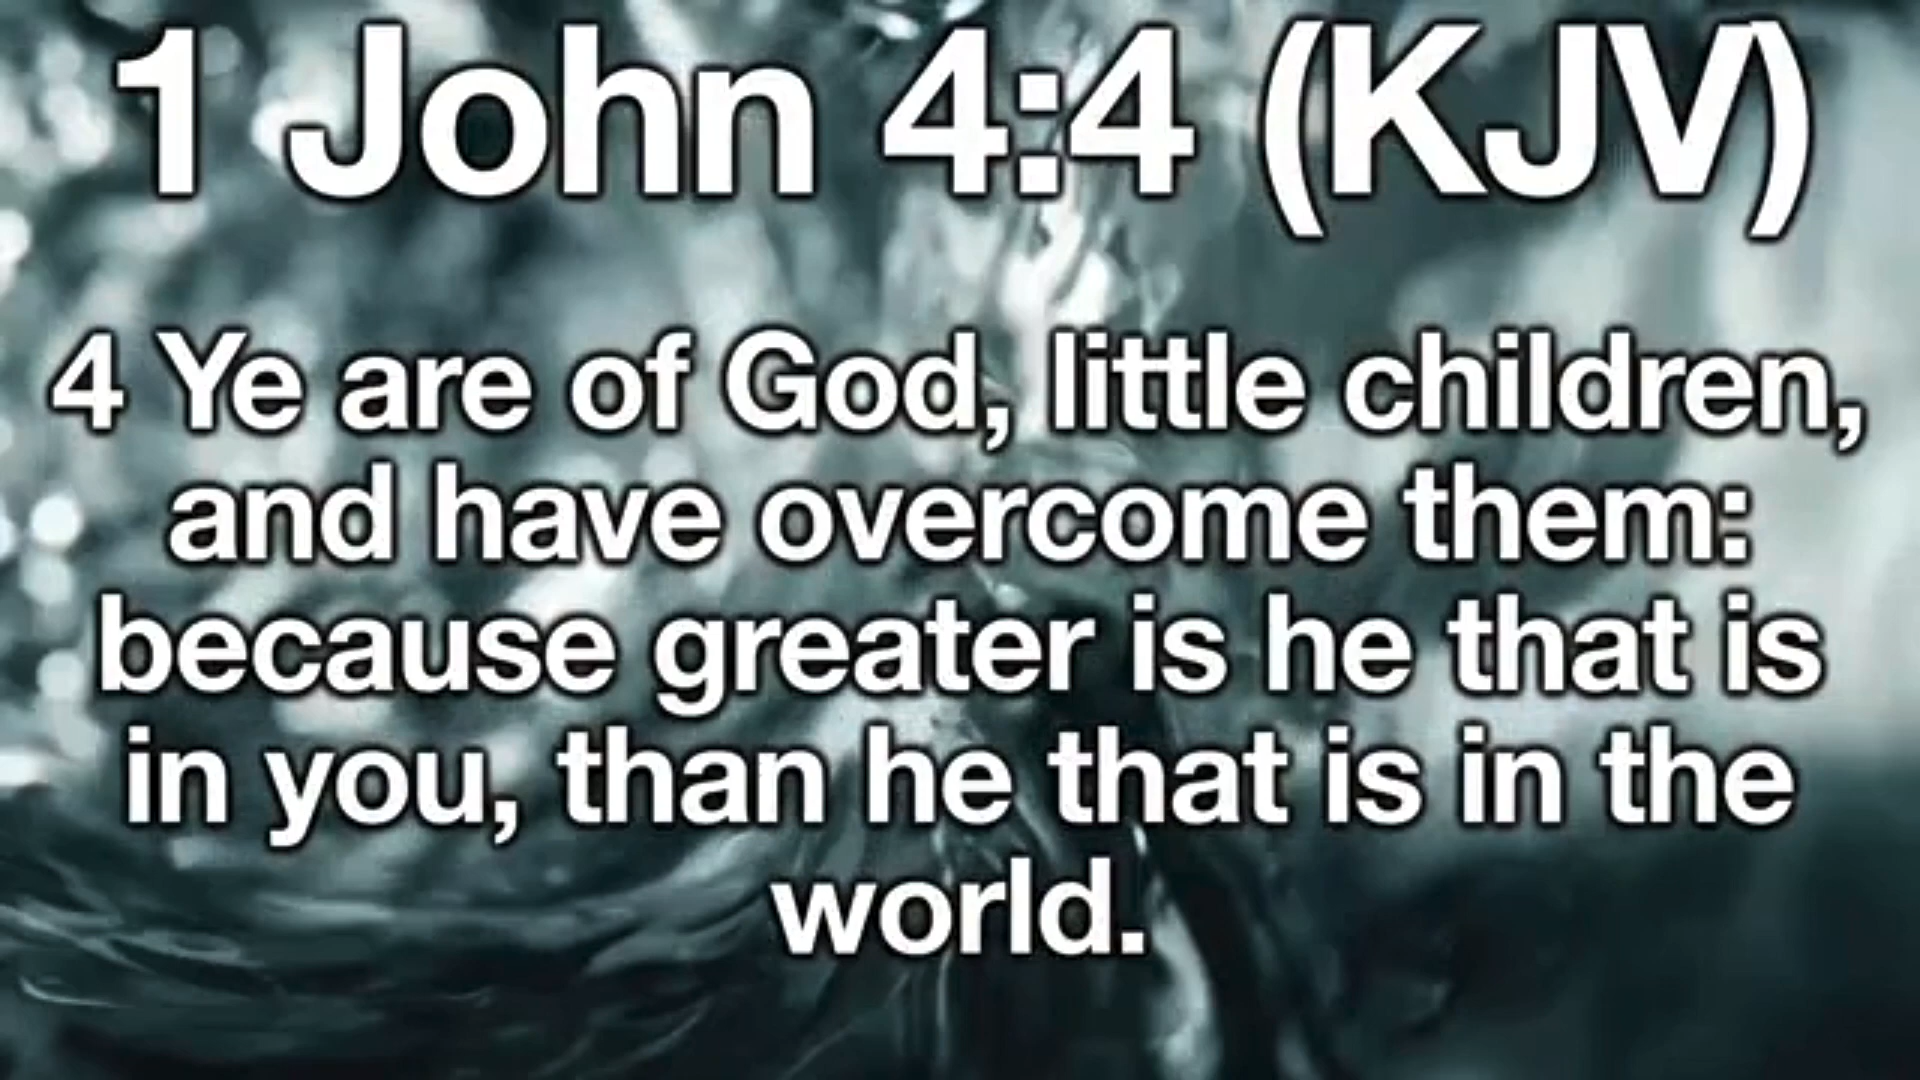 1 John 4:4 (KJV)
4 Ye are of God, little children,
and have overcome them:
because greater is he that is
in you, than he that is in the
world.